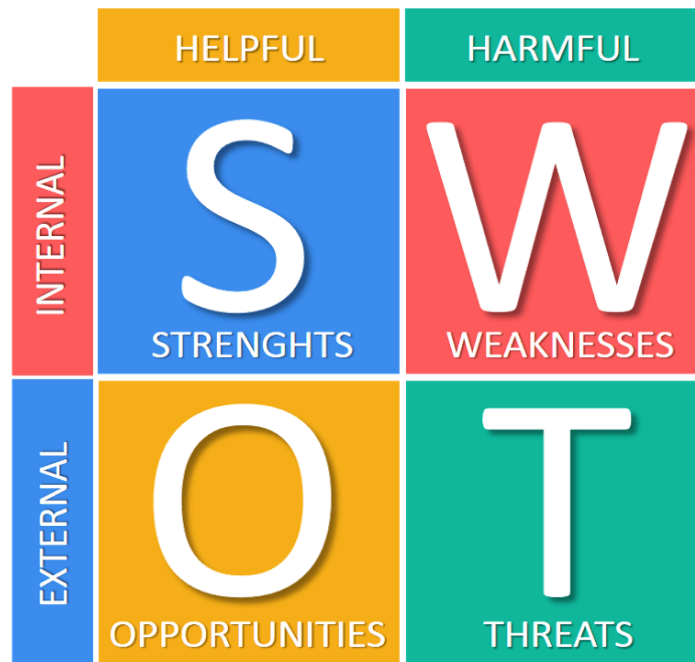 HELPFUL
HARMFUL
INTERNAL
S
STRENGHTS
W
WEAKNESSES
EXTERNAL
O
OPPORTUNITIES
T
THREATS